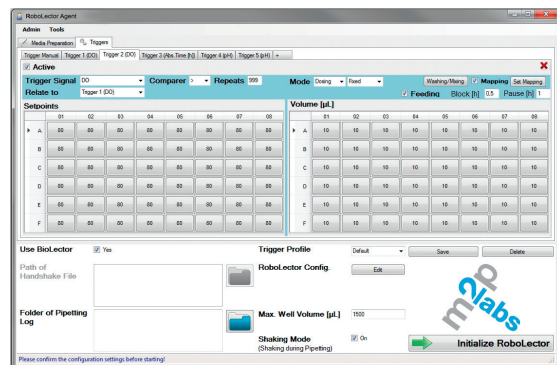 RoboLector Agent
Admin Tools
Media Preparation Triggers
Trigger Manual Trigger 1 (DO) Trigger 2 (DO) Trigger 3 (Abs.Time [h]) Trigger 4 (pH) Trigger 5 (pH) +
Active
Trigger Signal DO Comparer > Repeats 999 Mode Dosing Fixed Washing/Mixing Mapping Set Mapping
Relate to Trigger 1 (DO) Feeding Block [h] 0,5 Pause [h] 1
Setpoints Volume [µL]
01 02 03 04 05 06 07 08 01 02 03 04 05 06 07 08
A 80 80 80 80 80 80 80 80 A 10 10 10 10 10 10 10 10
B 80 80 80 80 80 80 80 80 B 10 10 10 10 10 10 10 10
C 80 80 80 80 80 80 80 80 C 10 10 10 10 10 10 10 10
D 80 80 80 80 80 80 80 80 D 10 10 10 10 10 10 10 10
E 80 80 80 80 80 80 80 80 E 10 10 10 10 10 10 10 10
F 80 80 80 80 80 80 80 80 F 10 10 10 10 10 10 10 10
Use BioLector Yes Trigger Profile Default Save Delete
Path of Handshake File RoboLector Config. Edit
m2p labs
Folder of Pipetting Log Max. Well Volume [µL] 1500
Shaking Mode On
(Shaking during Pipetting)
Initialize RoboLector
Please confirm the configuration settings before starting!